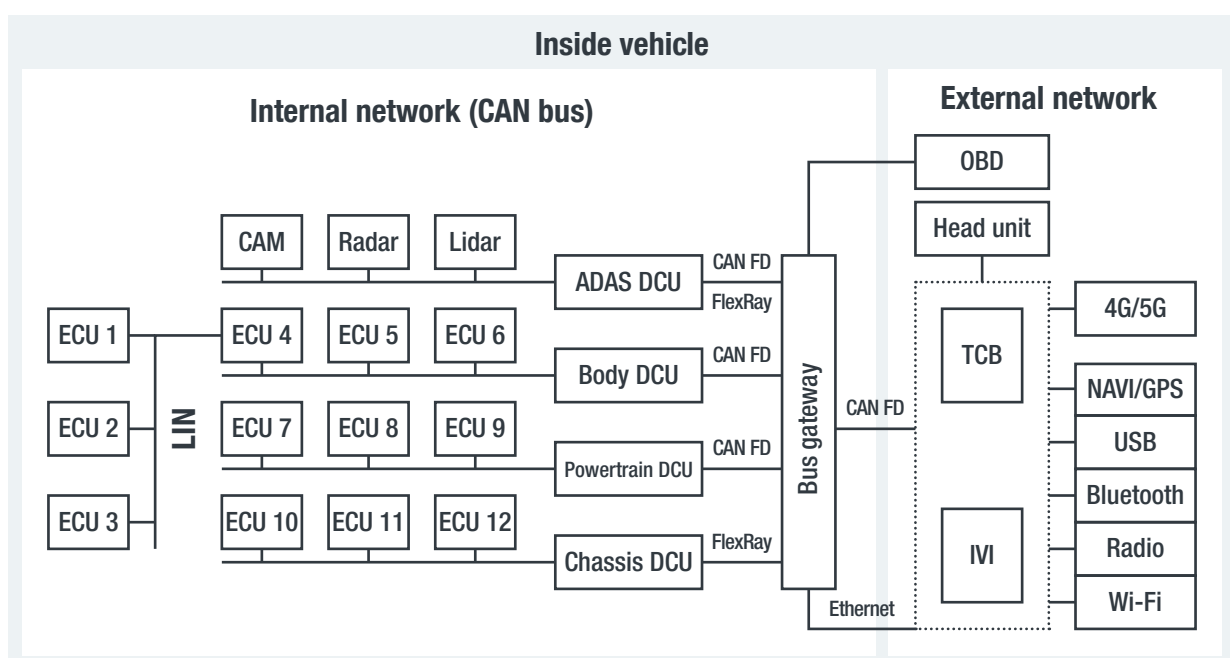 Inside vehicle
Internal network (CAN bus)
External network
OBD
Head unit
CAM
Radar
Lidar
ADAS DCU
CAN FD
FlexRay
ECU 1
ECU 2
ECU 3
LIN
ECU 4
ECU 5
ECU 6
Body DCU
CAN FD
ECU 7
ECU 8
ECU 9
Powertrain DCU
CAN FD
ECU 10
ECU 11
ECU 12
Chassis DCU
FlexRay
Bus gateway
CAN FD
Ethernet
TCB
IVI
4G/5G
NAVI/GPS
USB
Bluetooth
Radio
Wi-Fi